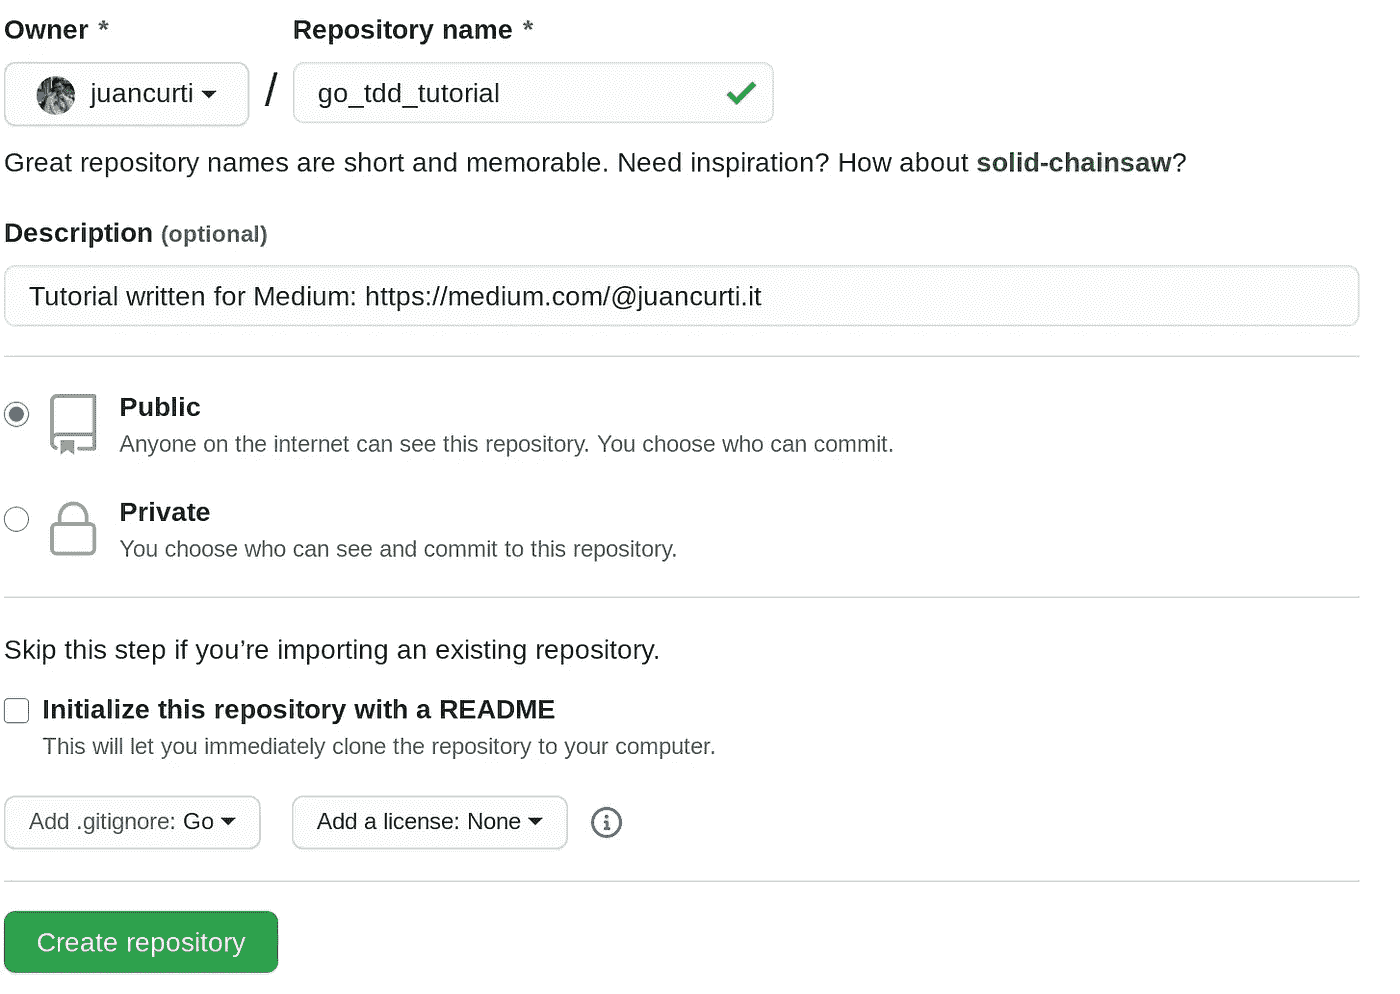 Owner * Repository name *
juancurti / go_tdd_tutorial
Great repository names are short and memorable. Need inspiration? How about solid-chainsaw?
Description (optional)
Tutorial written for Medium: https://medium.com/@juancurti.it
Public
Anyone on the internet can see this repository. You choose who can commit.
Private
You choose who can see and commit to this repository.
Skip this step if you’re importing an existing repository.
Initialize this repository with a README
This will let you immediately clone the repository to your computer.
Add .gitignore: Go Add a license: None
Create repository